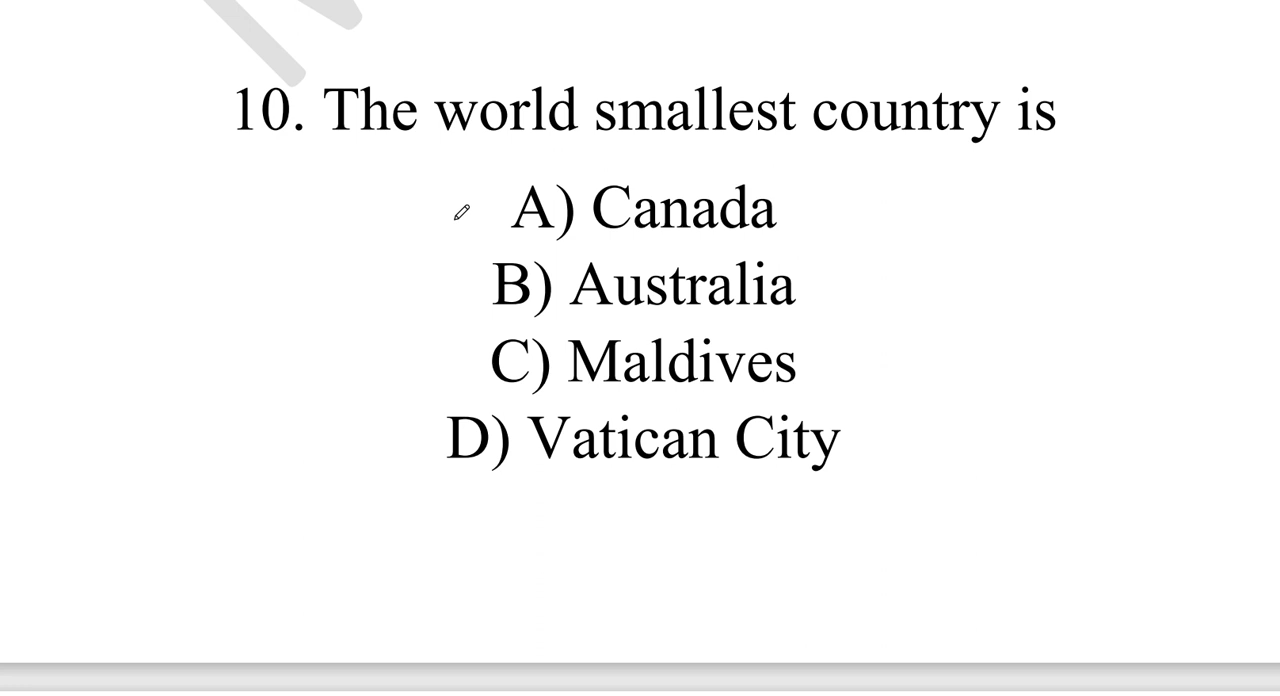 10. The world smallest country is
A) Canada
B) Australia
C) Maldives
D) Vatican City